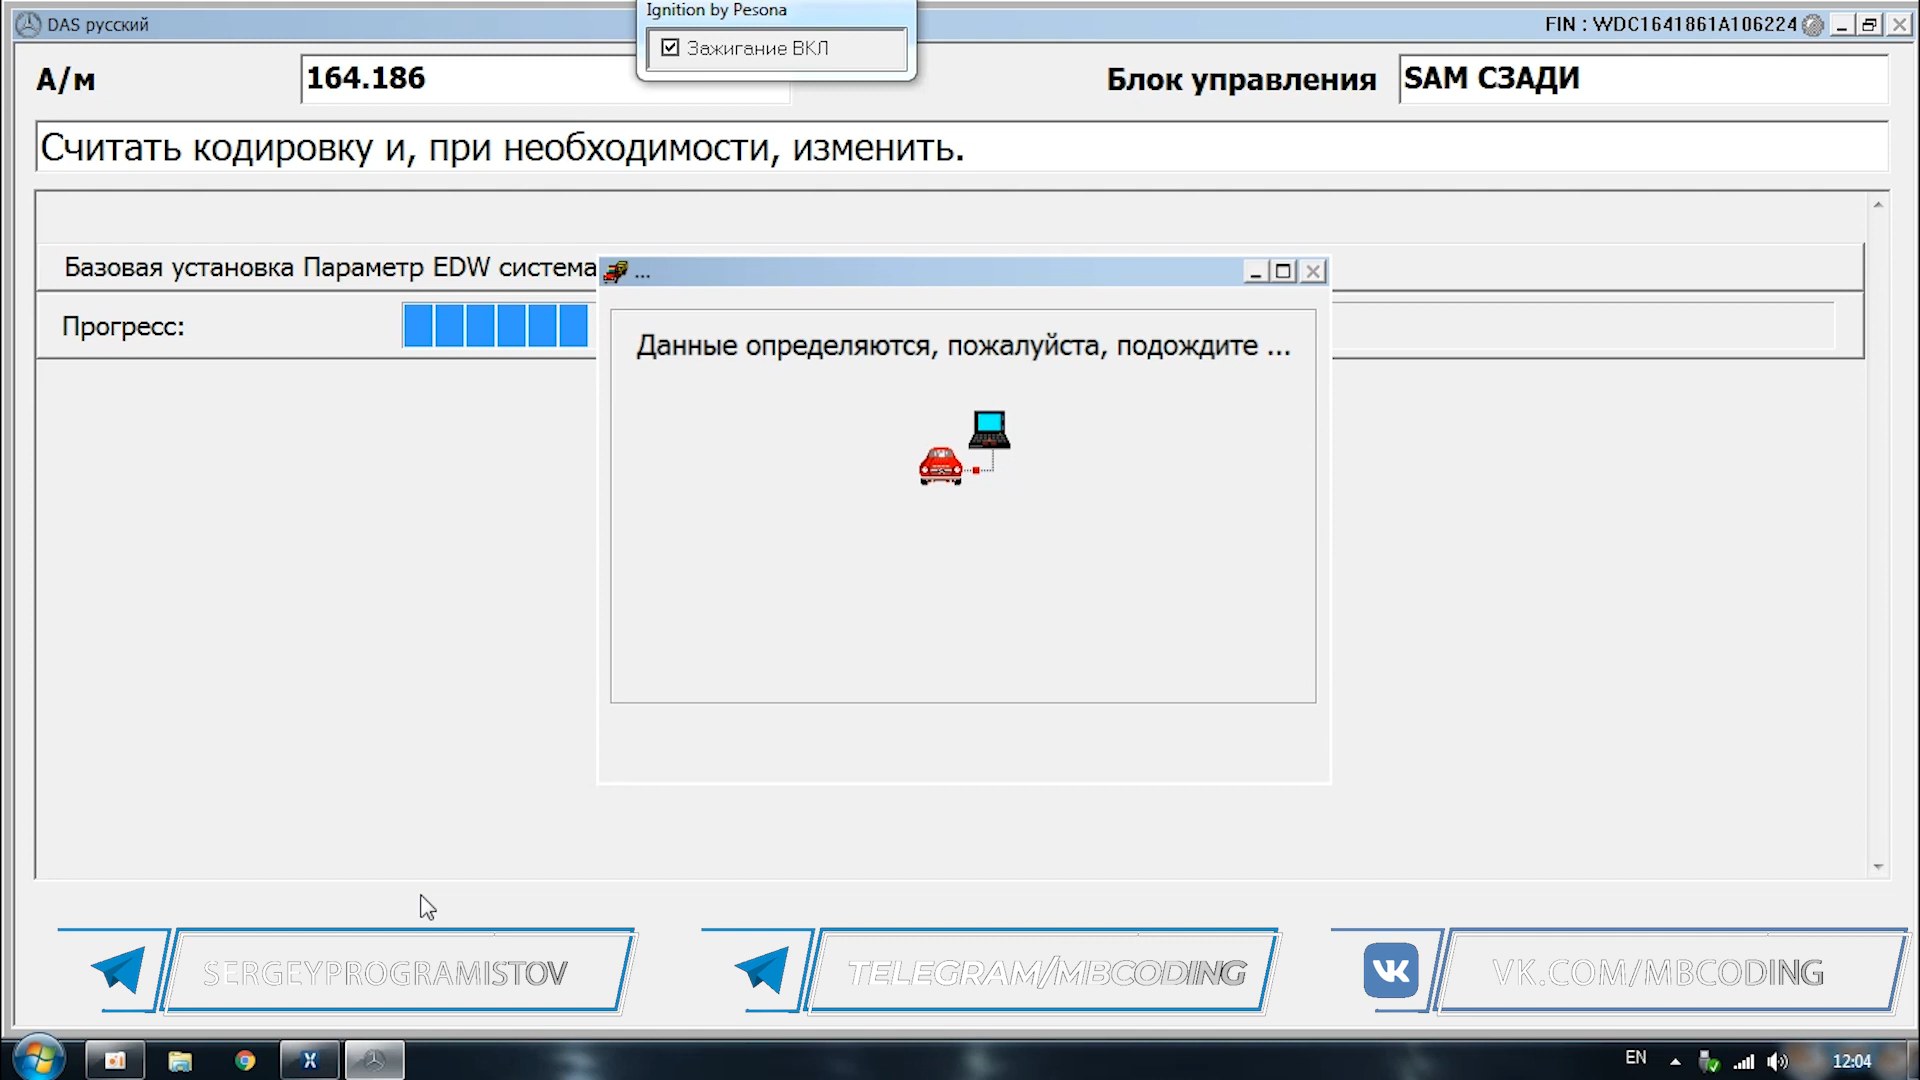 Ignition by Pesona
DAS русский
FIN : WDC1641861A106224
Зажигание ВКЛ
А/м
164.186
Блок управления
SAM СЗАДИ
Считать кодировку и, при необходимости, изменить.
Базовая установка Параметр EDW система
...
Прогресс:
Данные определяются, пожалуйста, подождите ...
SERGEYPROGRAMISTOV
TELEGRAM/MBCODING
VK.COM/MBCODING
EN
12:04